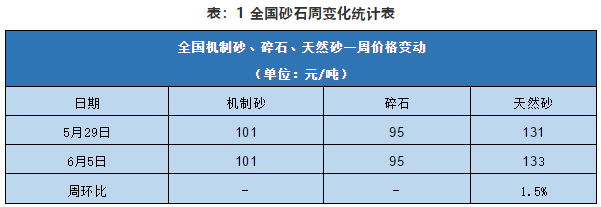 表：1 全国砂石周变化统计表
全国机制砂、碎石、天然砂一周价格变动
（单位：元/吨）
日期 机制砂 碎石 天然砂
5月29日 101 95 131
6月5日 101 95 133
周环比 - - 1.5%